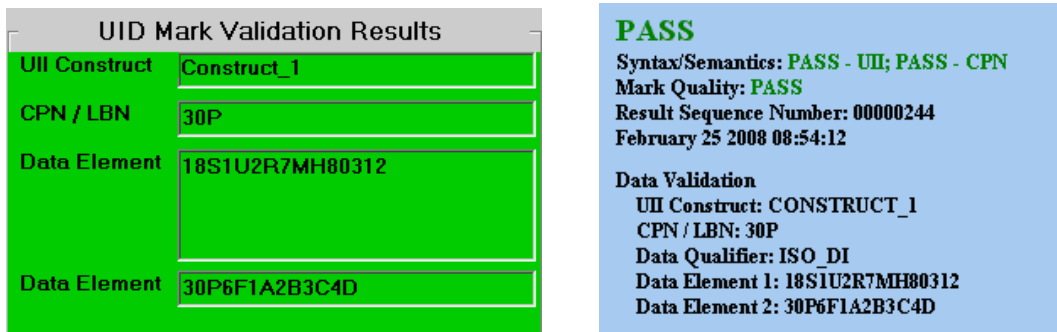 UID Mark Validation Results
UII Construct Construct_1
CPN / LBN 30P
Data Element 18S1U2R7MH80312
Data Element 30P6F1A2B3C4D
PASS
Syntax/Semantics: PASS - UII; PASS - CPN
Mark Quality: PASS
Result Sequence Number: 00000244
February 25 2008 08:54:12
Data Validation
UII Construct: CONSTRUCT_1
CPN / LBN: 30P
Data Qualifier: ISO_DI
Data Element 1: 18S1U2R7MH80312
Data Element 2: 30P6F1A2B3C4D